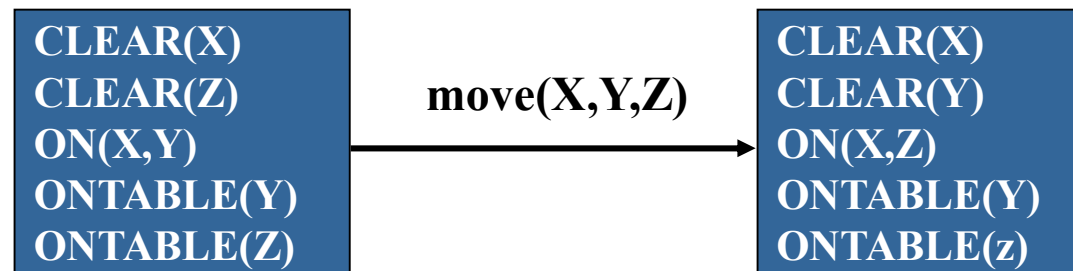 CLEAR(X)
CLEAR(Z)
ON(X,Y)
ONTABLE(Y)
ONTABLE(Z)
move(X,Y,Z)
CLEAR(X)
CLEAR(Y)
ON(X,Z)
ONTABLE(Y)
ONTABLE(z)